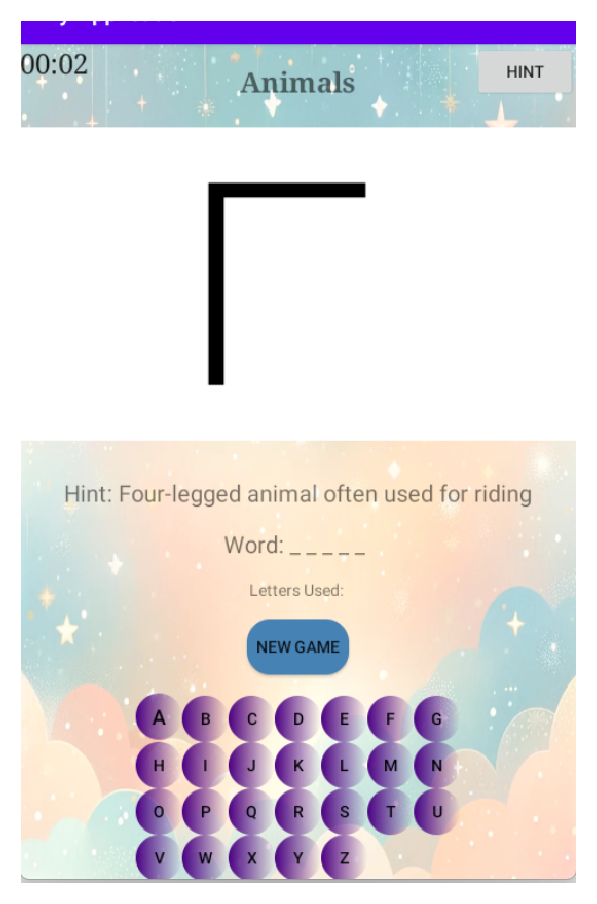 00:02
Animals
HINT
Hint: Four-legged animal often used for riding
Word: _ _ _ _ _
Letters Used:
NEW GAME
A B C D E F G
H I J K L M N
O P Q R S T U
V W X Y Z